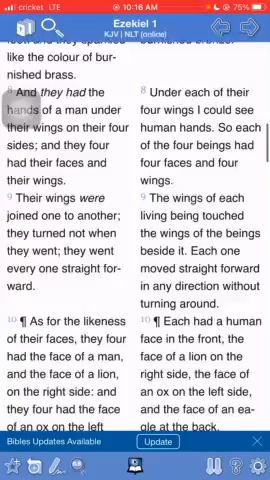 cricket LTE 10:16 AM 75%
Ezekiel 1
KJV | NLT (online)
like the colour of bur-
nished brass.
8 And they had the
hands of a man under
their wings on their four
sides; and they four
had their faces and
their wings.
9 Their wings were
joined one to another;
they turned not when
they went; they went
every one straight for-
ward.
10 ¶ As for the likeness
of their faces, they four
had the face of a man,
and the face of a lion,
on the right side: and
they four had the face
of an ox on the left
8 Under each of their
four wings I could see
human hands. So each
of the four beings had
four faces and four
wings.
9 The wings of each
living being touched
the wings of the beings
beside it. Each one
moved straight forward
in any direction without
turning around.
10 ¶ Each had a human
face in the front, the
face of a lion on the
right side, the face of
an ox on the left side,
and the face of an ea-
gle at the back.
Bibles Updates Available
Update